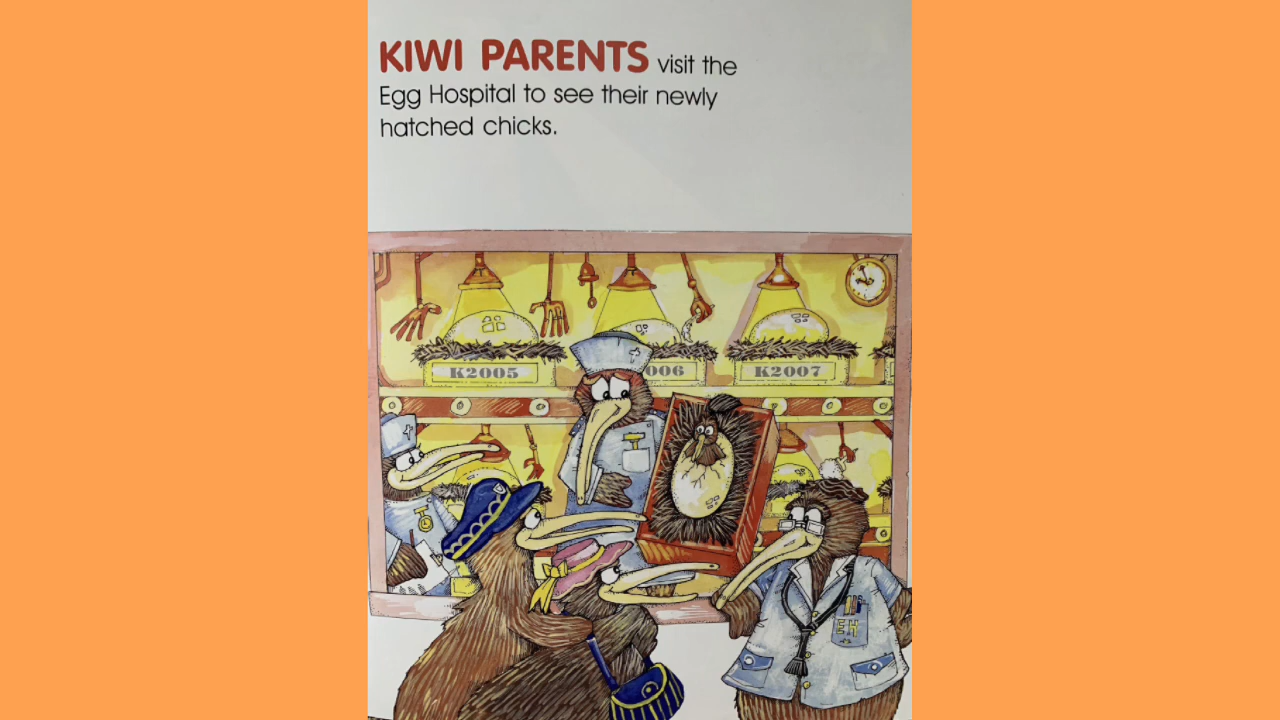 KIWI PARENTS visit the
Egg Hospital to see their newly
hatched chicks.
K2005
006
K2007
EH